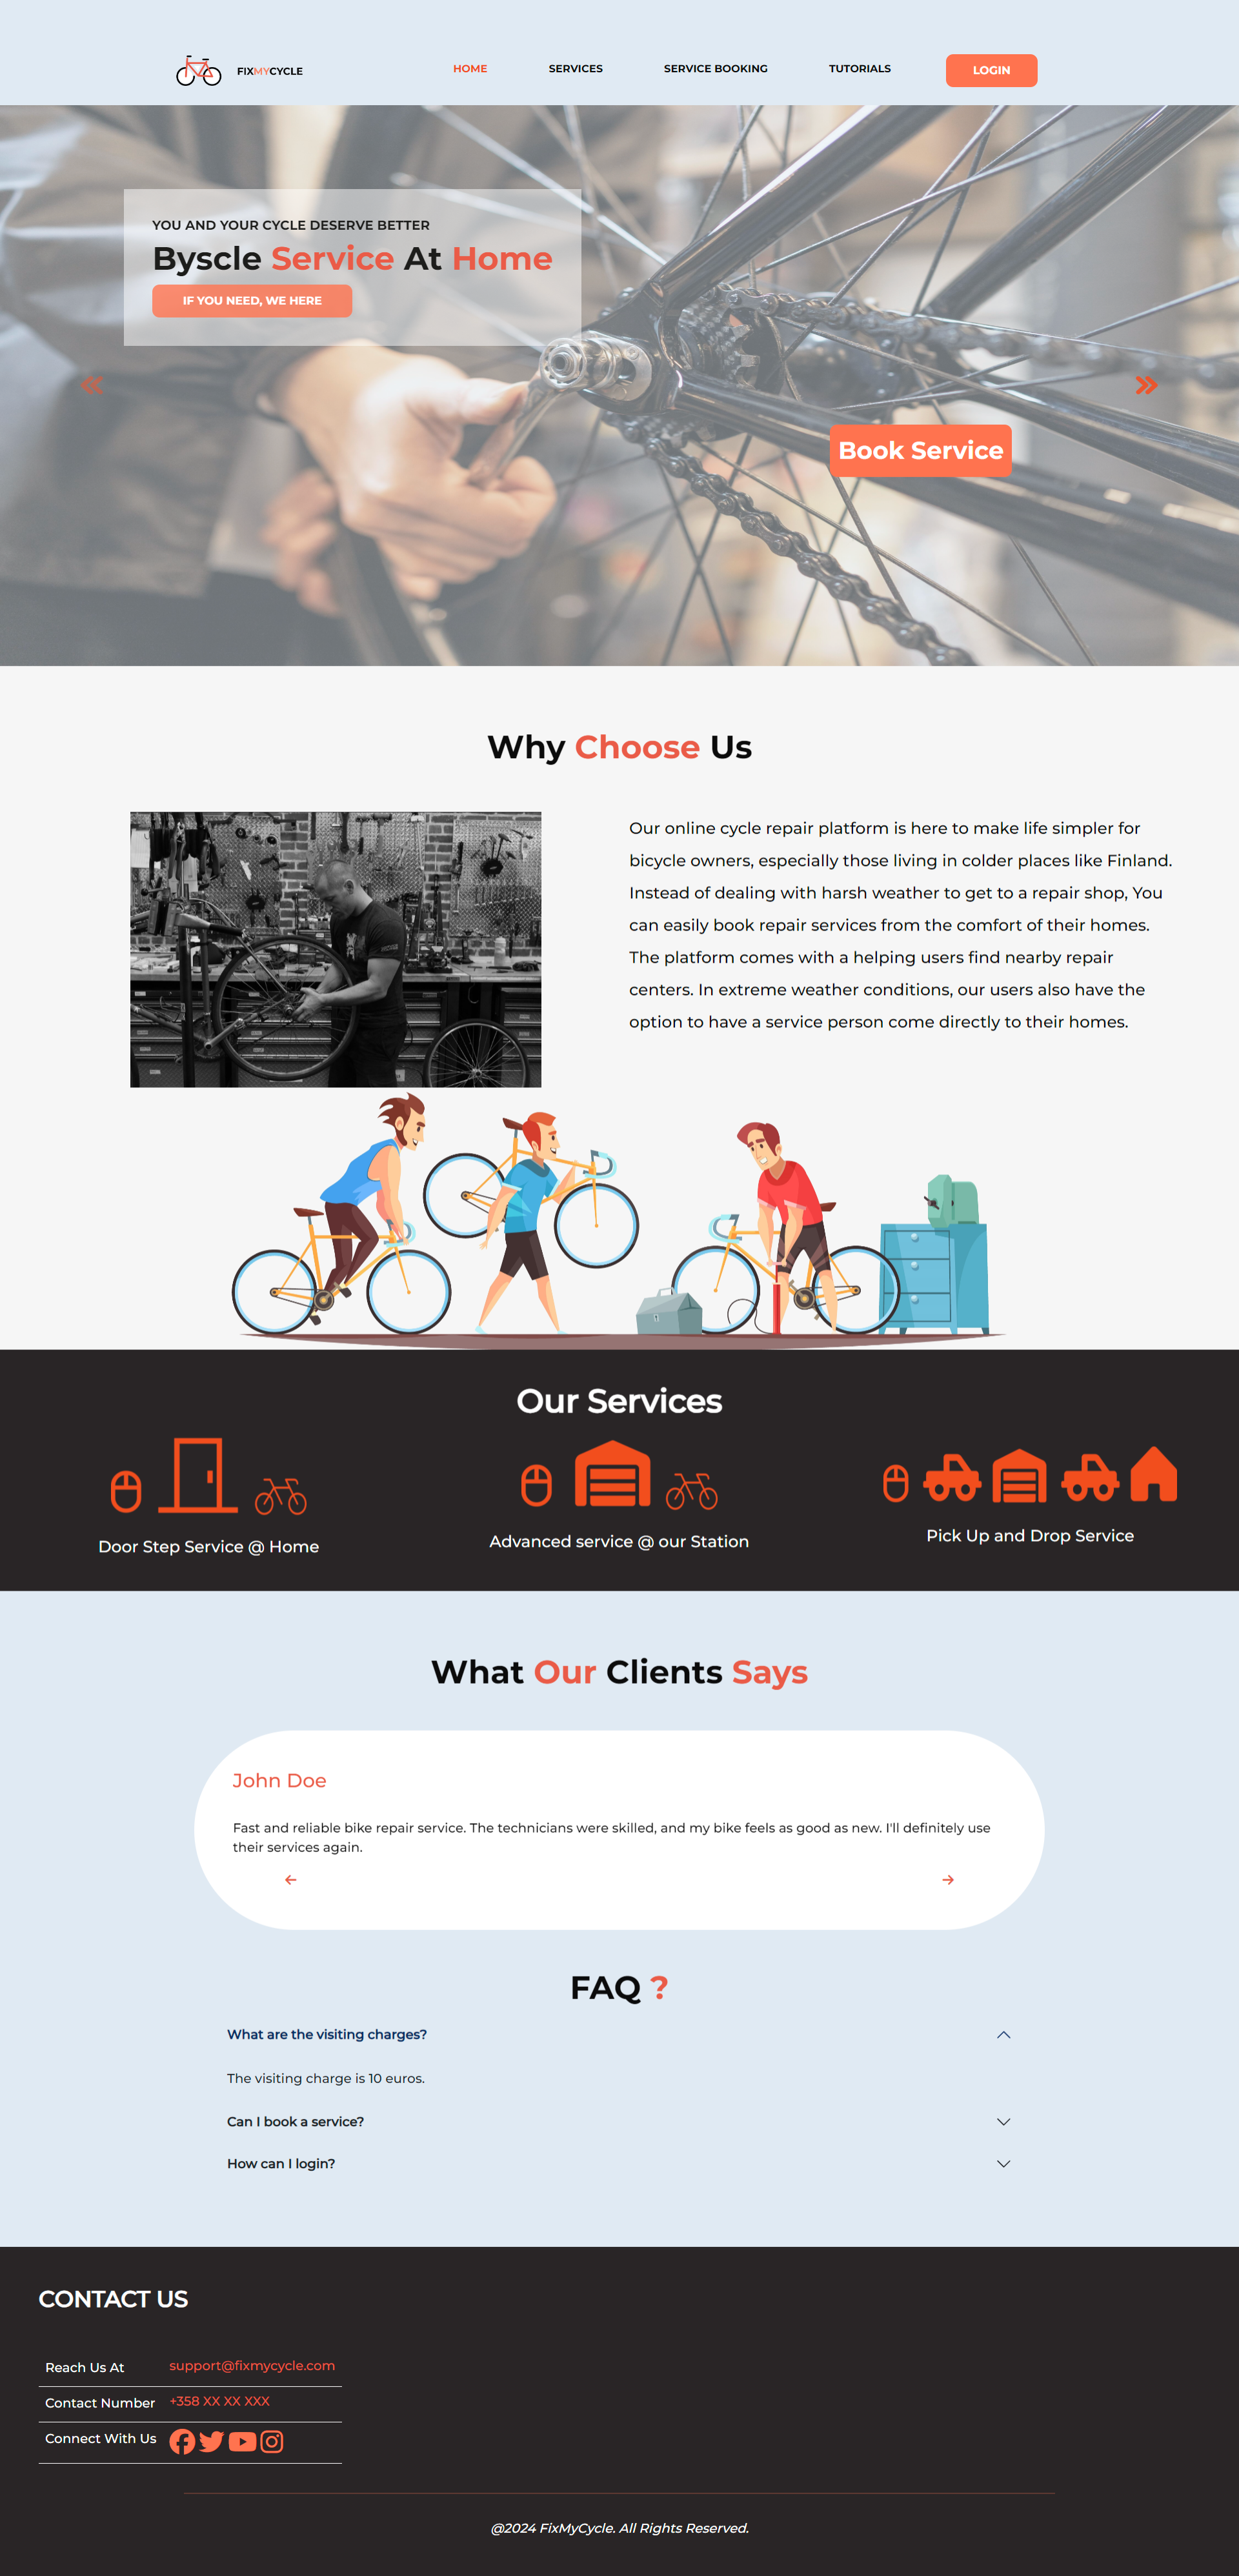 FIXMYCYCLE
HOME
SERVICES
SERVICE BOOKING
TUTORIALS
LOGIN
YOU AND YOUR CYCLE DESERVE BETTER
Byscle Service At Home
IF YOU NEED, WE HERE
Book Service
Why Choose Us
Our online cycle repair platform is here to make life simpler for
bicycle owners, especially those living in colder places like Finland.
Instead of dealing with harsh weather to get to a repair shop, You
can easily book repair services from the comfort of their homes.
The platform comes with a helping users find nearby repair
centers. In extreme weather conditions, our users also have the
option to have a service person come directly to their homes.
Our Services
Door Step Service @ Home
Advanced service @ our Station
Pick Up and Drop Service
What Our Clients Says
John Doe
Fast and reliable bike repair service. The technicians were skilled, and my bike feels as good as new. I'll definitely use
their services again.
FAQ ?
What are the visiting charges?
The visiting charge is 10 euros.
Can I book a service?
How can I login?
CONTACT US
Reach Us At support@fixmycycle.com
Contact Number +358 XX XX XXX
Connect With Us
@2024 FixMyCycle. All Rights Reserved.